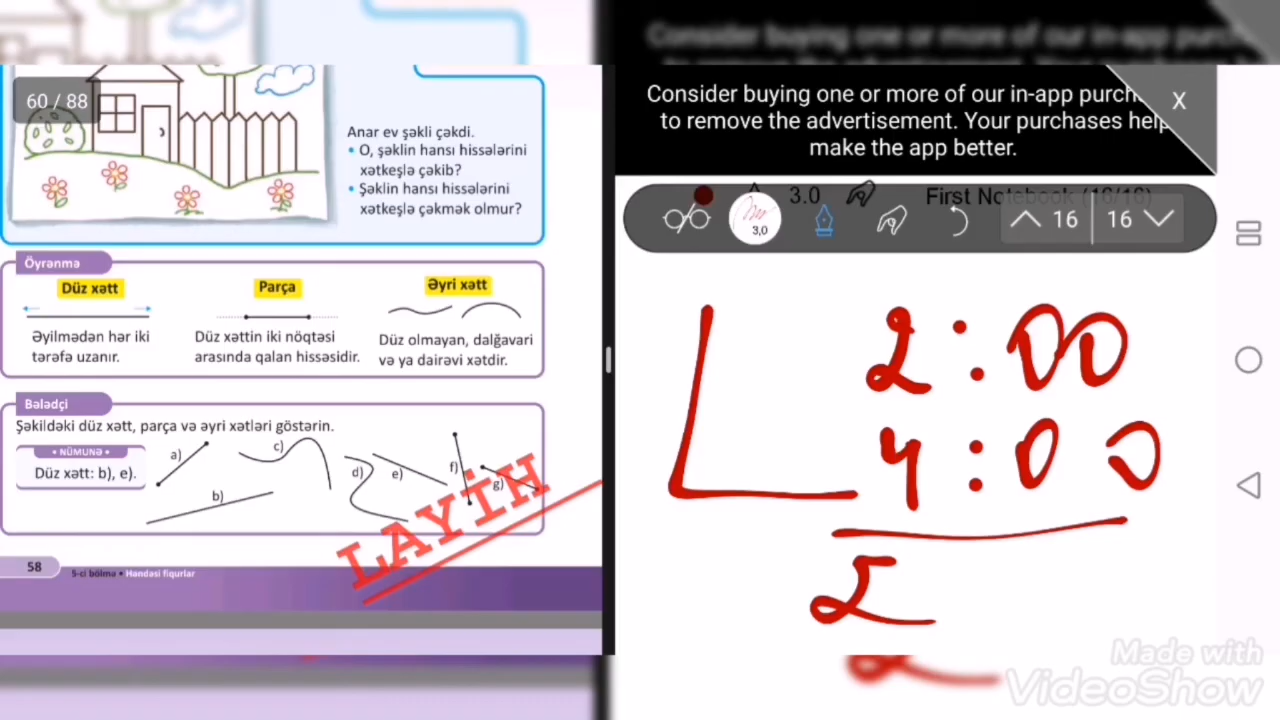 60 / 88
Anar ev şəkli çəkdi.
• O, şəklin hansı hissələrini
xətkeşlə çəkib?
• Şəklin hansı hissələrini
xətkeşlə çəkmək olmur?
Öyrənmə
Düz xətt
Parça
Əyri xətt
Əyilmədən hər iki
tərəfə uzanır.
Düz xəttin iki nöqtəsi
arasında qalan hissəsidir.
Düz olmayan, dalğavari
və ya dairəvi xətdir.
Bələdçi
Şəkildəki düz xətt, parça və əyri xətləri göstərin.
• NÜMUNƏ •
Düz xətt: b), e).
a)
b)
c)
d)
e)
f)
g)
LAYİH
58
5-ci bölmə • Həndəsi fiqurlar
Consider buying one or more of our in-app purch
to remove the advertisement. Your purchases help
make the app better.
X
3.0
First Notebook (16/16)
3,0
16
16
2:00
4:00
2
Made with
VideoShow